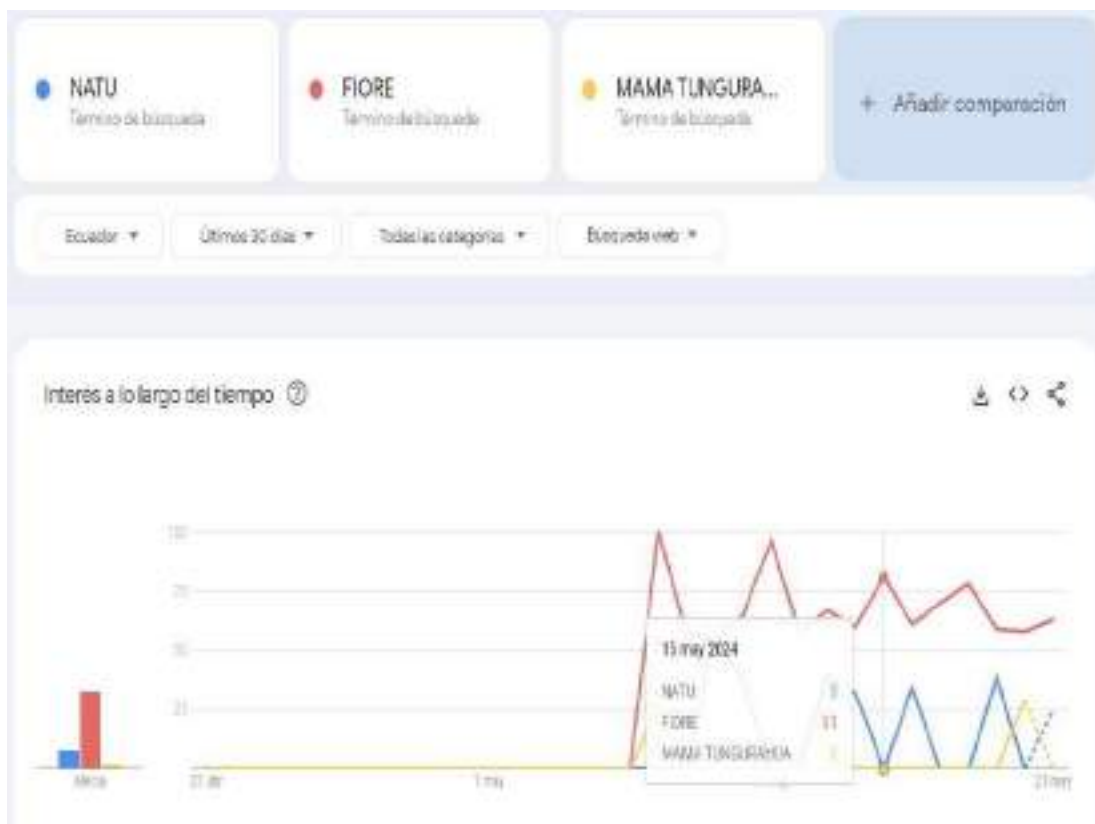 NATU
Término de búsqueda
FIORE
Término de búsqueda
MAMA TUNGURA...
Término de búsqueda
+ Añadir comparación
Ecuador
Últimos 30 días
Todas las categorías
Búsqueda web
Interés a lo largo del tiempo
100
75
50
25
15 may 2024
NATU
FIORE
MAMA TUNGURAHUA
1 may